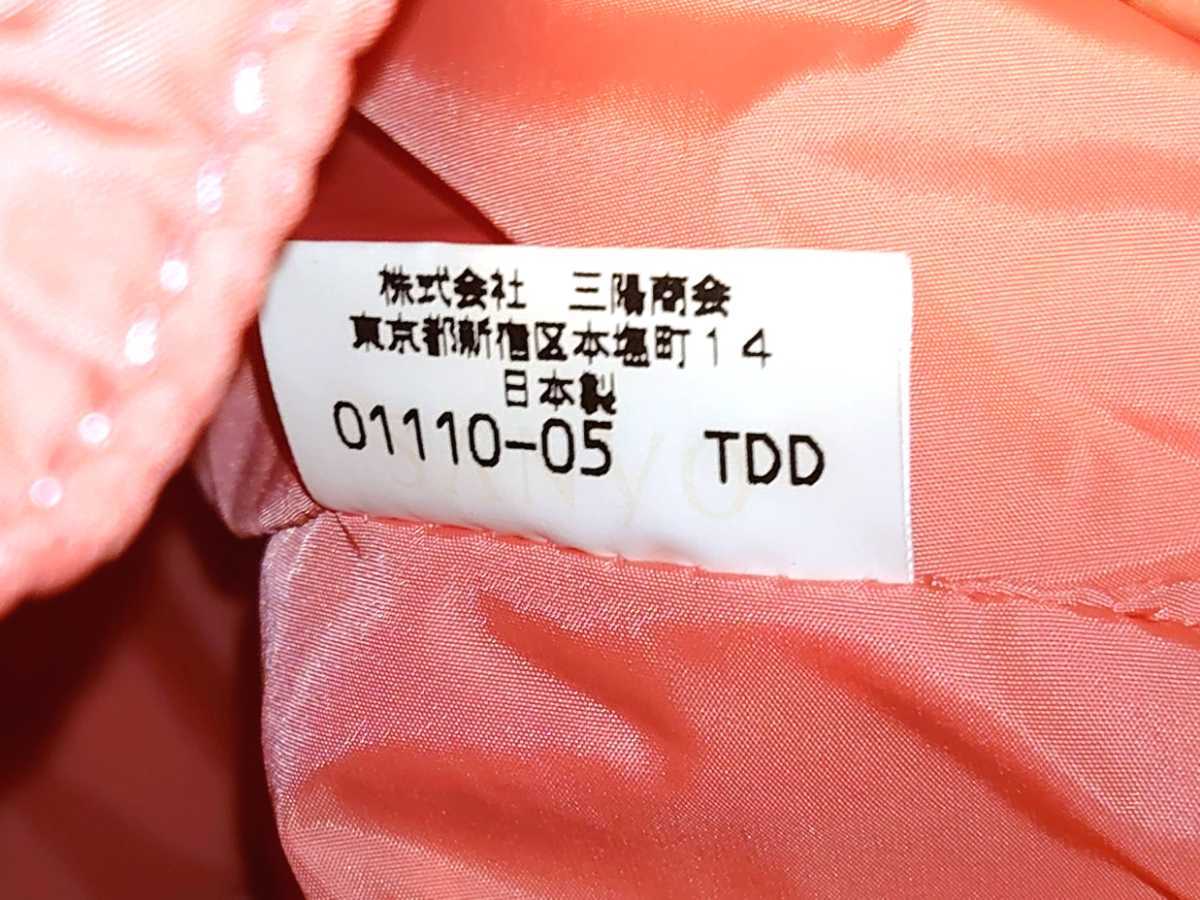 株式会社　三陽商会
東京都新宿区本塩町１４
日本製
01110-05 TDD
SANYO